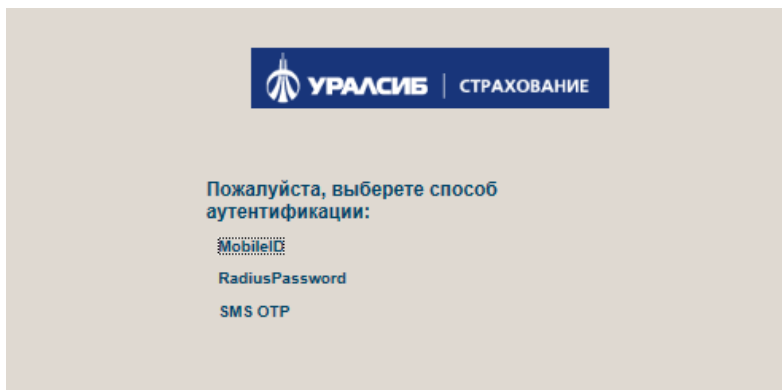 УРАЛСИБ | СТРАХОВАНИЕ
Пожалуйста, выберете способ
аутентификации:
MobileID
RadiusPassword
SMS OTP